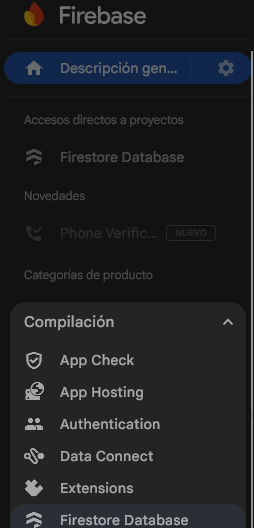 Firebase
Descripción gen...
Accesos directos a proyectos
Firestore Database
Novedades
Phone Verific... NUEVO
Categorías de producto
Compilación
App Check
App Hosting
Authentication
Data Connect
Extensions
Firestore Database